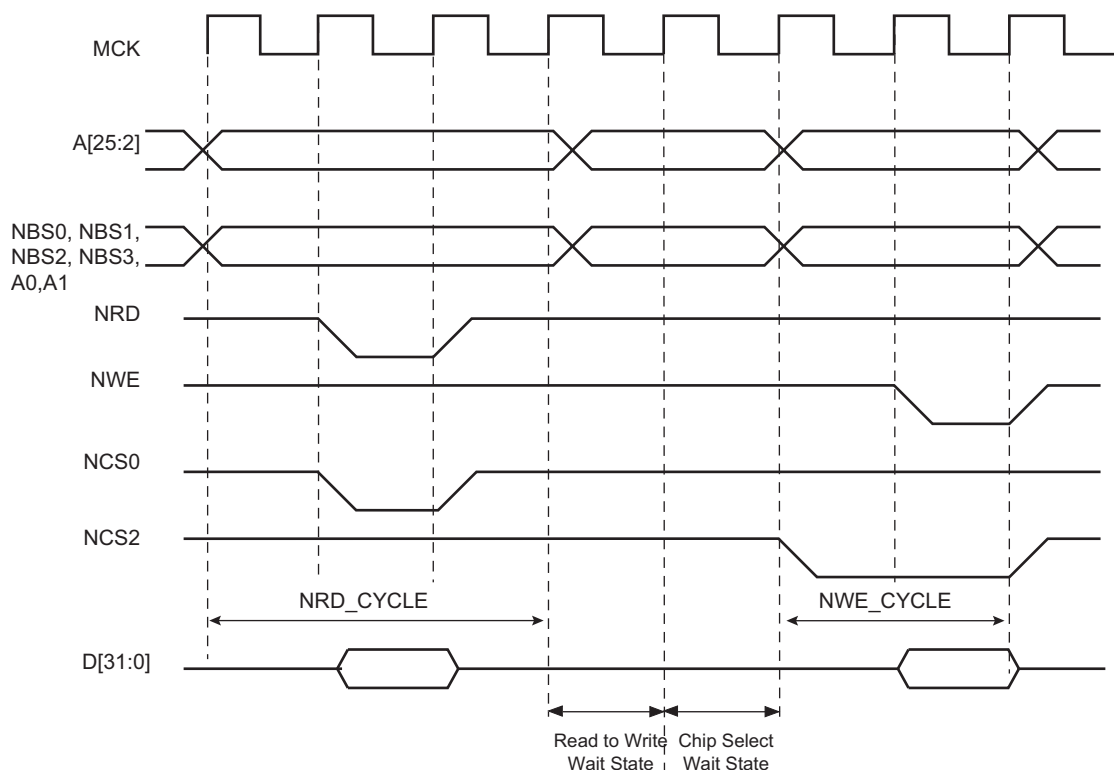 MCK
A[25:2]
NBS0, NBS1,
NBS2, NBS3,
A0,A1
NRD
NWE
NCS0
NCS2
NRD_CYCLE
NWE_CYCLE
D[31:0]
Read to Write
Wait State
Chip Select
Wait State